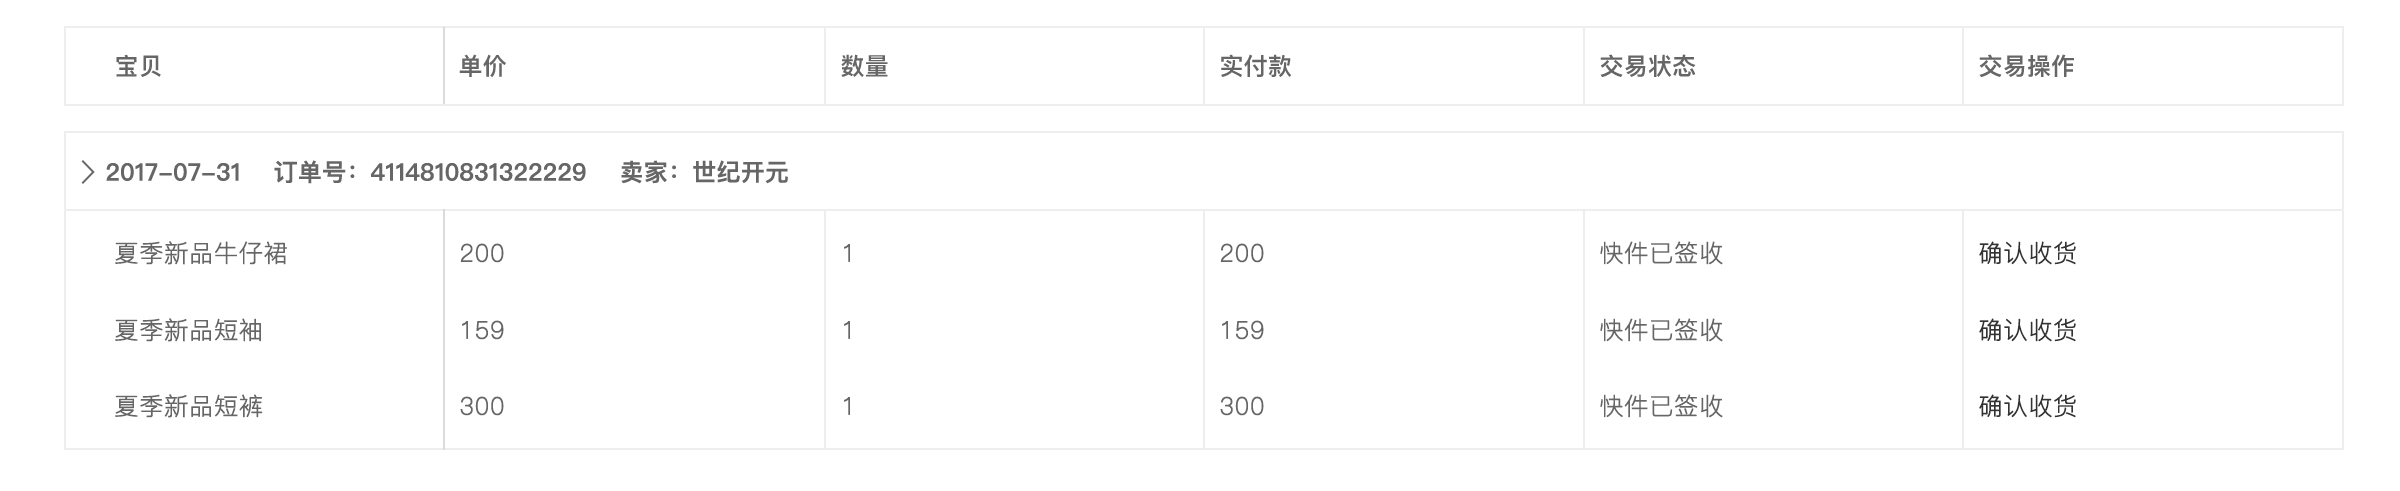 宝贝 单价 数量 实付款 交易状态 交易操作
2017-07-31 订单号：4114810831322229 卖家：世纪开元
夏季新品牛仔裙 200 1 200 快件已签收 确认收货
夏季新品短袖 159 1 159 快件已签收 确认收货
夏季新品短裤 300 1 300 快件已签收 确认收货